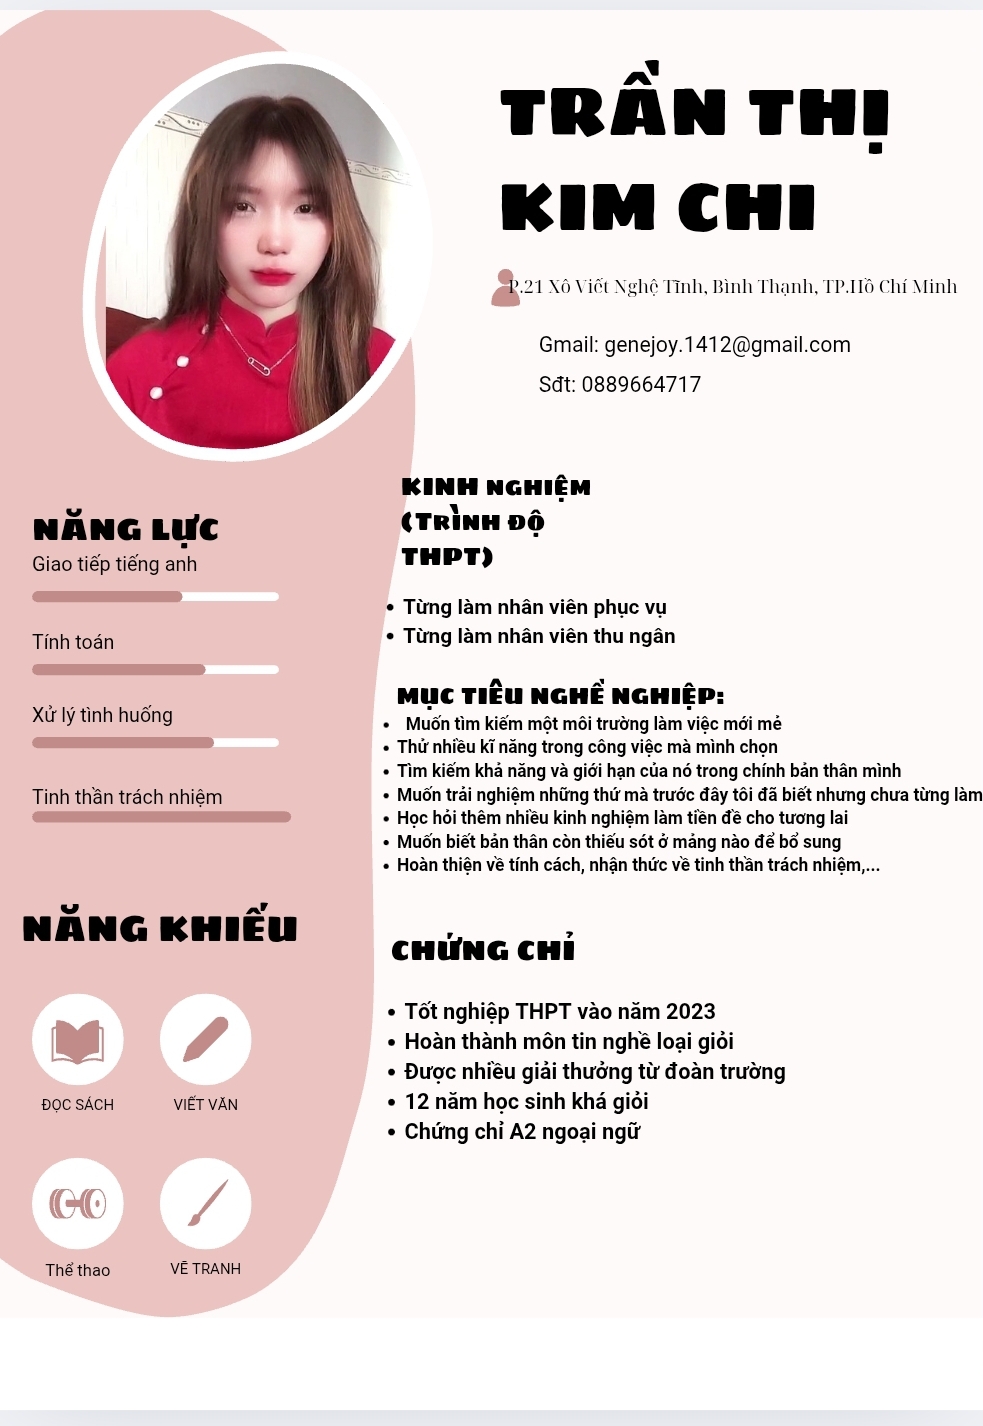 TRẦN THỊ
KIM CHI
P.21 Xô Viết Nghệ Tĩnh, Bình Thạnh, TP.Hồ Chí Minh
Gmail: genejoy.1412@gmail.com
Sđt: 0889664717
NĂNG LỰC
Giao tiếp tiếng anh
Tính toán
Xử lý tình huống
Tinh thần trách nhiệm
NĂNG KHIẾU
ĐỌC SÁCH
VIẾT VĂN
Thể thao
VẼ TRANH
KINH NGHIỆM
(TRÌNH ĐỘ
THPT)
• Từng làm nhân viên phục vụ
• Từng làm nhân viên thu ngân
MỤC TIÊU NGHỀ NGHIỆP:
• Muốn tìm kiếm một môi trường làm việc mới mẻ
• Thử nhiều kĩ năng trong công việc mà mình chọn
• Tìm kiếm khả năng và giới hạn của nó trong chính bản thân mình
• Muốn trải nghiệm những thứ mà trước đây tôi đã biết nhưng chưa từng làm
• Học hỏi thêm nhiều kinh nghiệm làm tiền đề cho tương lai
• Muốn biết bản thân còn thiếu sót ở mảng nào để bổ sung
• Hoàn thiện về tính cách, nhận thức về tinh thần trách nhiệm,...
CHỨNG CHỈ
• Tốt nghiệp THPT vào năm 2023
• Hoàn thành môn tin nghề loại giỏi
• Được nhiều giải thưởng từ đoàn trường
• 12 năm học sinh khá giỏi
• Chứng chỉ A2 ngoại ngữ